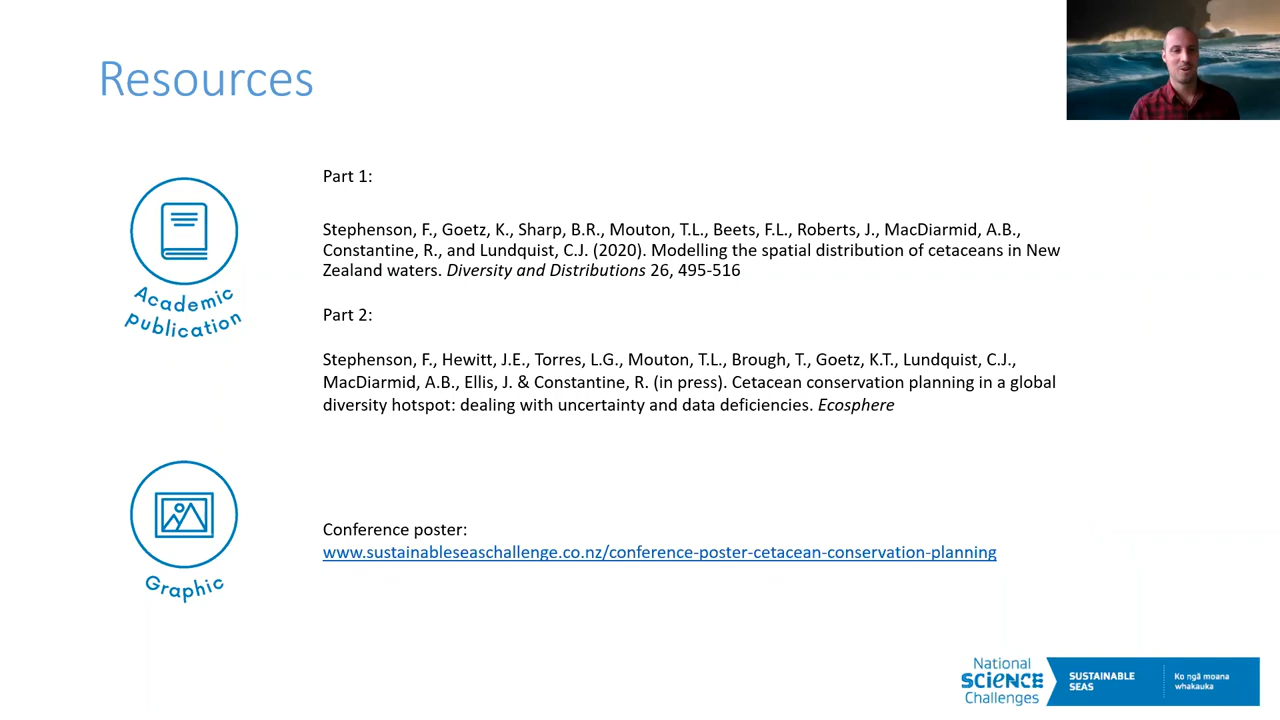 Resources
Part 1:
Stephenson, F., Goetz, K., Sharp, B.R., Mouton, T.L., Beets, F.L., Roberts, J., MacDiarmid, A.B.,
Constantine, R., and Lundquist, C.J. (2020). Modelling the spatial distribution of cetaceans in New
Zealand waters. Diversity and Distributions 26, 495-516
Academic
publication
Part 2:
Stephenson, F., Hewitt, J.E., Torres, L.G., Mouton, T.L., Brough, T., Goetz, K.T., Lundquist, C.J.,
MacDiarmid, A.B., Ellis, J. & Constantine, R. (in press). Cetacean conservation planning in a global
diversity hotspot: dealing with uncertainty and data deficiencies. Ecosphere
Conference poster:
www.sustainableseaschallenge.co.nz/conference-poster-cetacean-conservation-planning
Graphic
National
SCIENCE
Challenges
SUSTAINABLE
SEAS
Ko ngā moana
whakauka